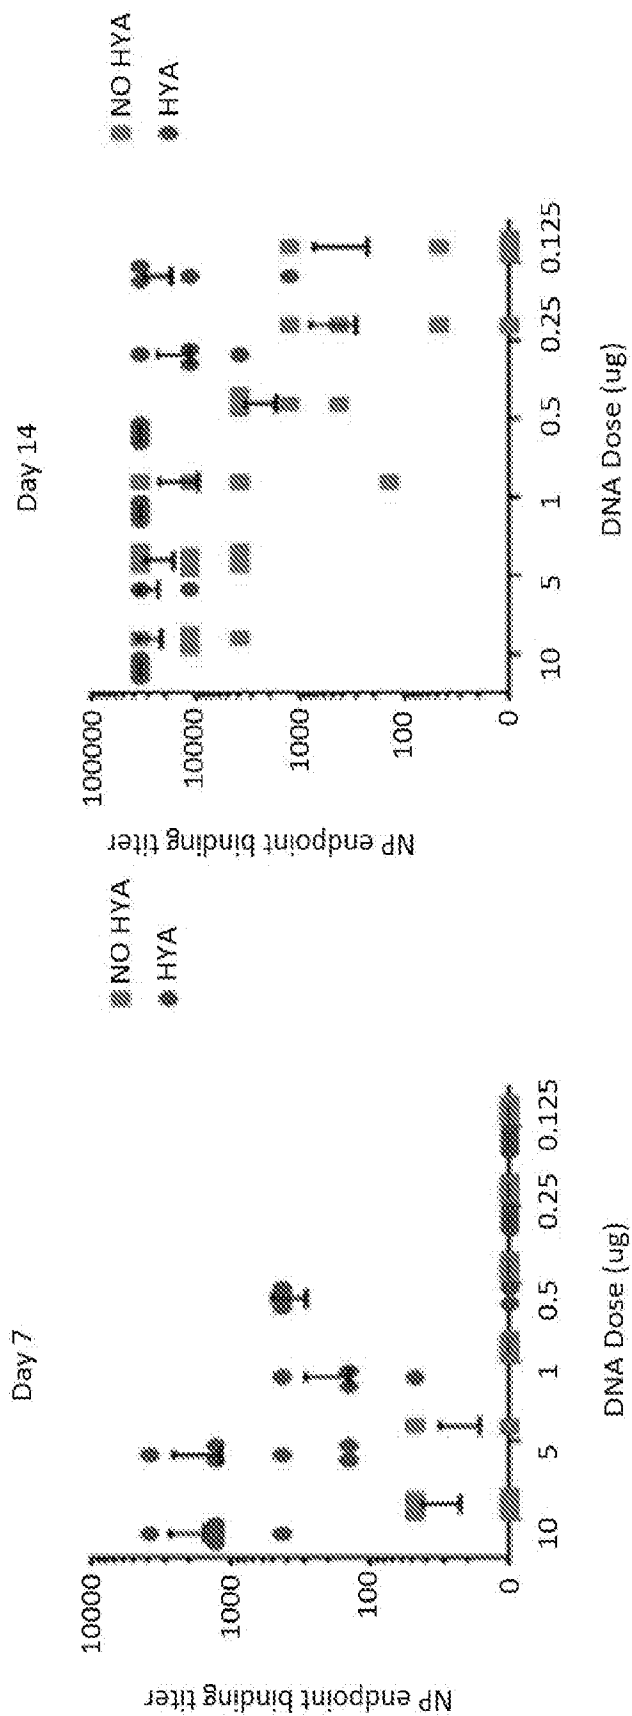 Day 7
NO HYA
HYA
NP endpoint binding titer
10000
1000
100
0
10
5
1
0.5
0.25
0.125
DNA Dose (ug)
Day 14
NO HYA
HYA
NP endpoint binding titer
100000
10000
1000
100
0
10
5
1
0.5
0.25
0.125
DNA Dose (ug)